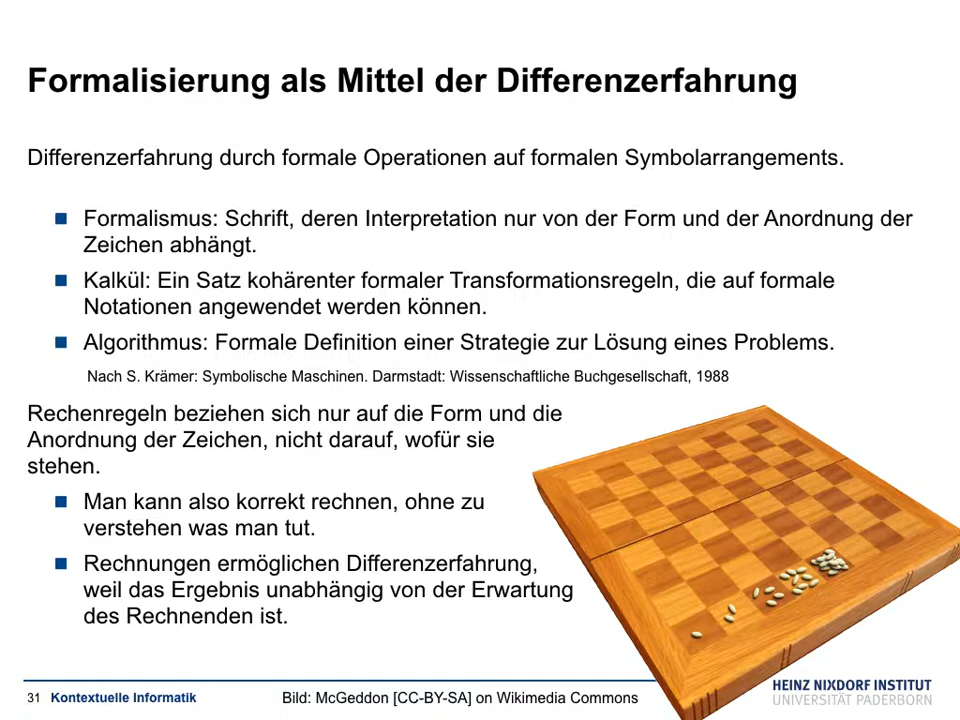 Formalisierung als Mittel der Differenzerfahrung
Differenzerfahrung durch formale Operationen auf formalen Symbolarrangements.
Formalismus: Schrift, deren Interpretation nur von der Form und der Anordnung der
Zeichen abhängt.
Kalkül: Ein Satz kohärenter formaler Transformationsregeln, die auf formale
Notationen angewendet werden können.
Algorithmus: Formale Definition einer Strategie zur Lösung eines Problems.
Nach S. Krämer: Symbolische Maschinen. Darmstadt: Wissenschaftliche Buchgesellschaft, 1988
Rechenregeln beziehen sich nur auf die Form und die
Anordnung der Zeichen, nicht darauf, wofür sie
stehen.
Man kann also korrekt rechnen, ohne zu
verstehen was man tut.
Rechnungen ermöglichen Differenzerfahrung,
weil das Ergebnis unabhängig von der Erwartung
des Rechnenden ist.
31 Kontextuelle Informatik
Bild: McGeddon [CC-BY-SA] on Wikimedia Commons
HEINZ NIXDORF INSTITUT
UNIVERSITÄT PADERBORN